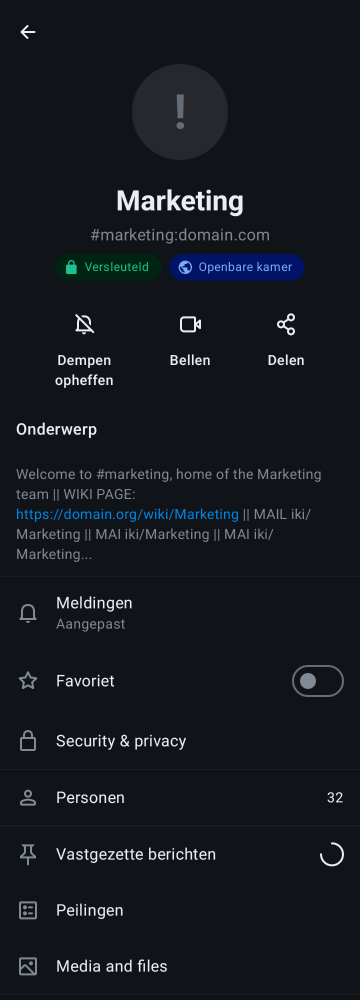 !
Marketing
#marketing:domain.com
Versleuteld
Openbare kamer
Dempen
opheffen
Bellen
Delen
Onderwerp
Welcome to #marketing, home of the Marketing
team || WIKI PAGE:
https://domain.org/wiki/Marketing || MAIL iki/
Marketing || MAI iki/Marketing || MAI iki/
Marketing...
Meldingen
Aangepast
Favoriet
Security & privacy
Personen
32
Vastgezette berichten
Peilingen
Media and files